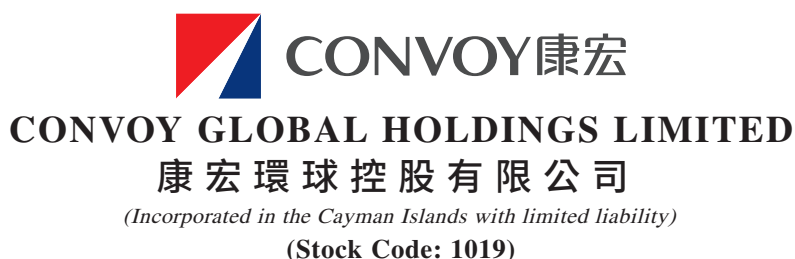 CONVOY康宏
CONVOY GLOBAL HOLDINGS LIMITED
康宏環球控股有限公司
(Incorporated in the Cayman Islands with limited liability)
(Stock Code: 1019)